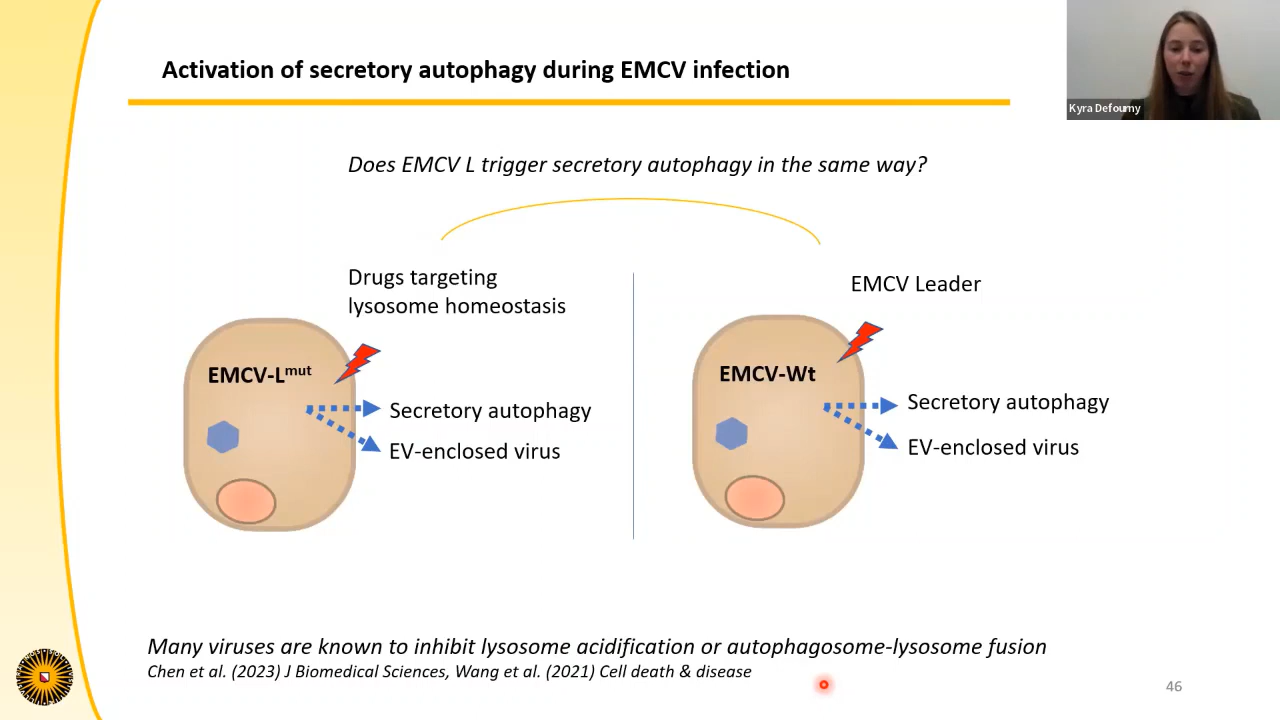 Activation of secretory autophagy during EMCV infection
Kyra Defourny
Does EMCV L trigger secretory autophagy in the same way?
Drugs targeting
lysosome homeostasis
EMCV Leader
EMCV-Lmut
Secretory autophagy
EV-enclosed virus
EMCV-Wt
Secretory autophagy
EV-enclosed virus
Many viruses are known to inhibit lysosome acidification or autophagosome-lysosome fusion
Chen et al. (2023) J Biomedical Sciences, Wang et al. (2021) Cell death & disease
46